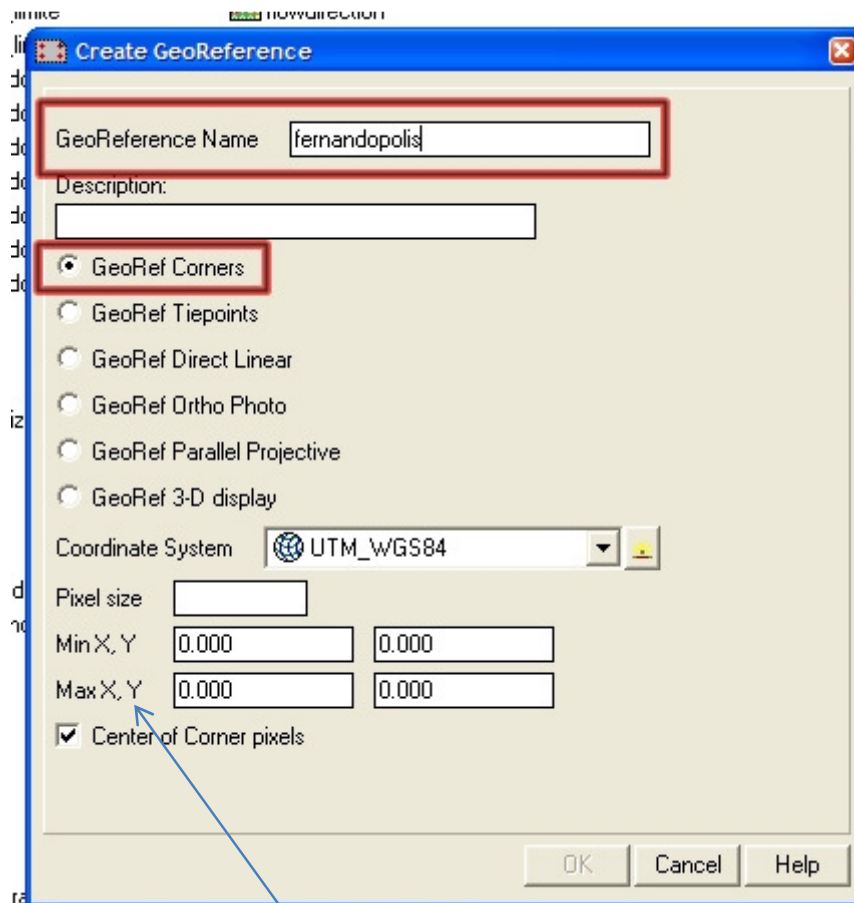 flowdirection
Create GeoReference
GeoReference Name fernandopolis
Description:
GeoRef Corners
GeoRef Tiepoints
GeoRef Direct Linear
GeoRef Ortho Photo
GeoRef Parallel Projective
GeoRef 3-D display
Coordinate System UTM_WGS84
Pixel size
Min X, Y 0.000 0.000
Max X, Y 0.000 0.000
Center of Corner pixels
OK Cancel Help